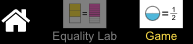 = 
= 1/2
Equality Lab
Game